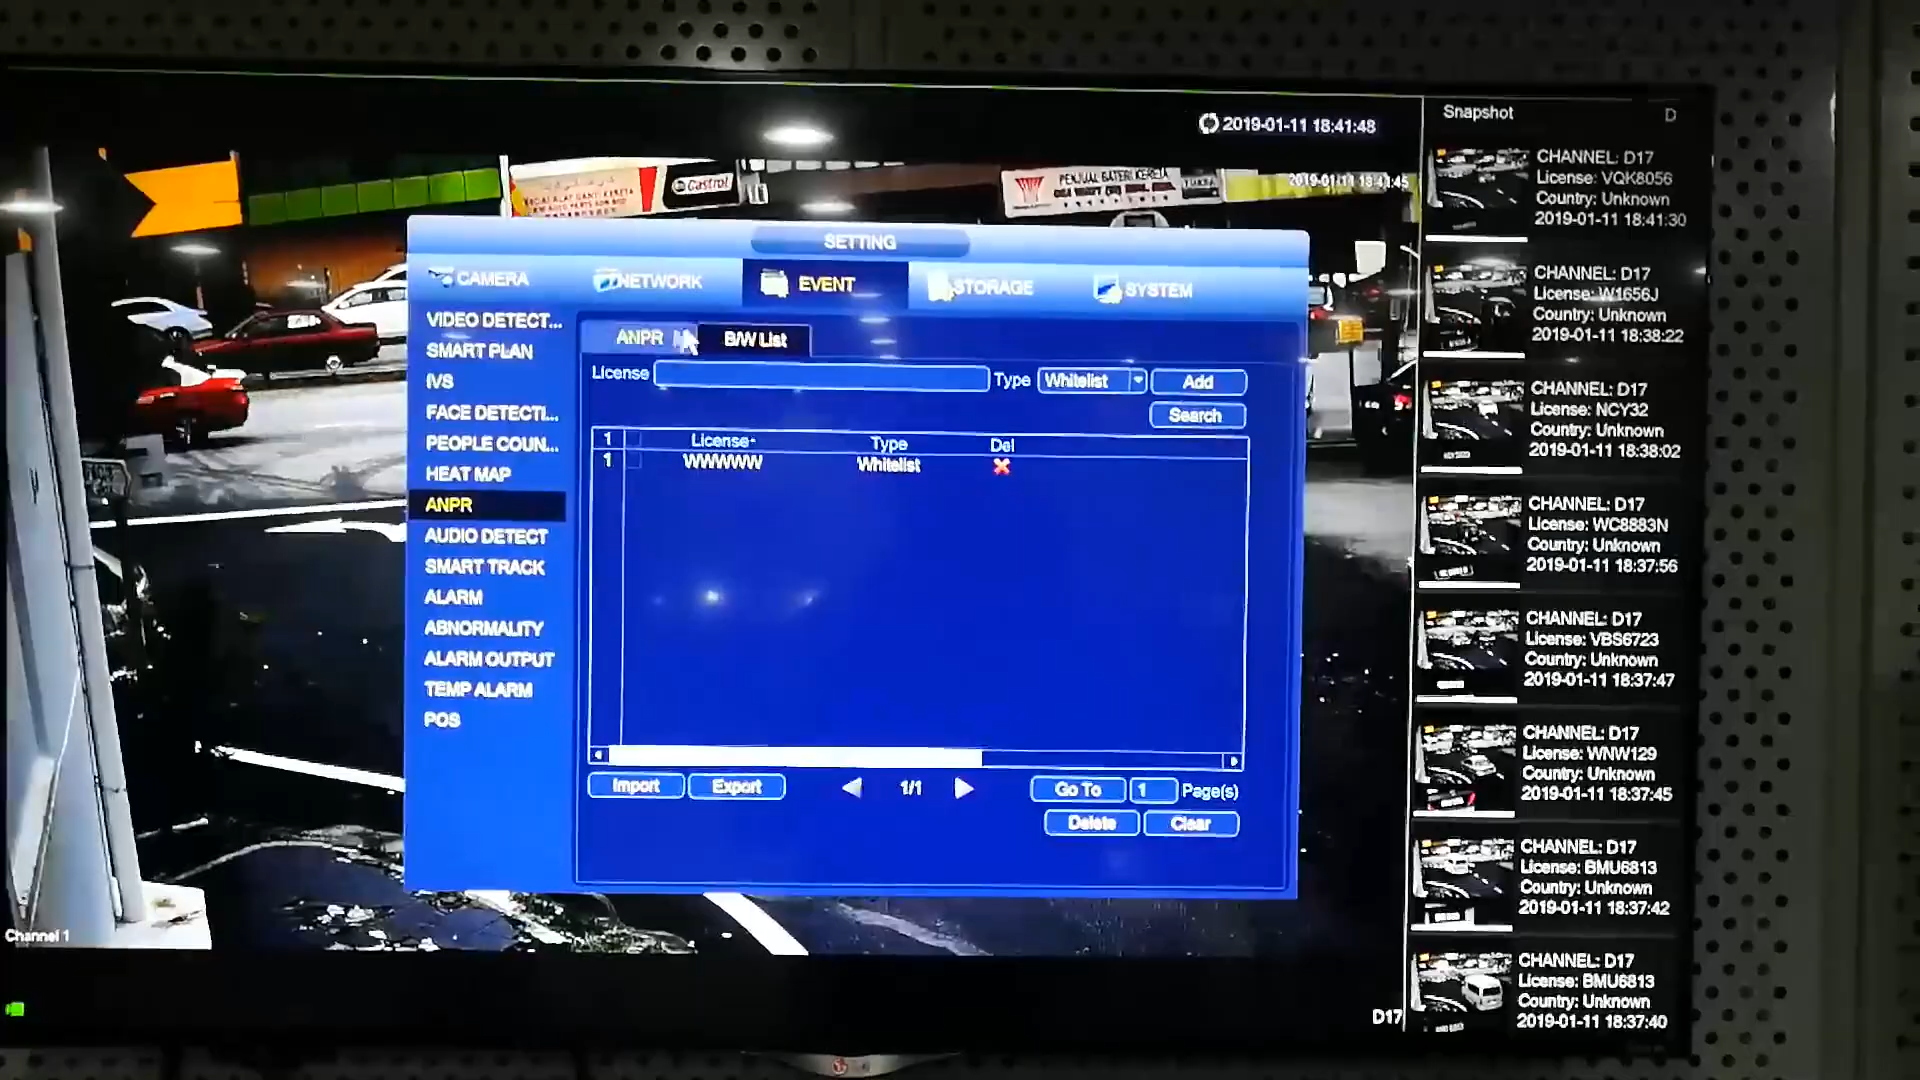 2019-01-11 18:41:48
2019-01-11 18:41:45
Castrol
PENJUAL BATERI KERETA
SETTING
CAMERA
NETWORK
EVENT
STORAGE
SYSTEM
VIDEO DETECT...
SMART PLAN
IVS
FACE DETECTI...
PEOPLE COUN...
HEAT MAP
ANPR
AUDIO DETECT
SMART TRACK
ALARM
ABNORMALITY
ALARM OUTPUT
TEMP ALARM
POS
ANPR
B/W List
License
Type Whitelist Add
Search
1 License Type Del
1 WWWWW Whitelist
Import Export 1/1 Go To 1 Page(s)
Delete Clear
Channel 1
D17
Snapshot D
CHANNEL: D17
License: VQK8056
Country: Unknown
2019-01-11 18:41:30
CHANNEL: D17
License: W1656J
Country: Unknown
2019-01-11 18:38:22
CHANNEL: D17
License: NCY32
Country: Unknown
2019-01-11 18:38:02
CHANNEL: D17
License: WC8883N
Country: Unknown
2019-01-11 18:37:56
CHANNEL: D17
License: VBS6723
Country: Unknown
2019-01-11 18:37:47
CHANNEL: D17
License: WNW129
Country: Unknown
2019-01-11 18:37:45
CHANNEL: D17
License: BMU6813
Country: Unknown
2019-01-11 18:37:42
CHANNEL: D17
License: BMU6813
Country: Unknown
2019-01-11 18:37:40